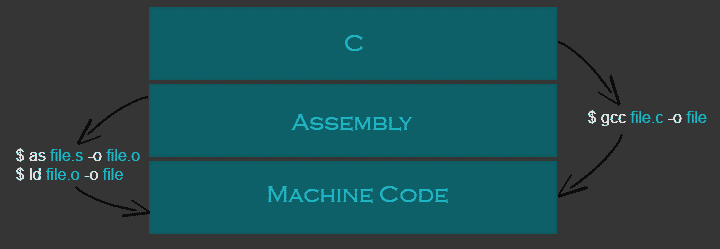 C
ASSEMBLY
MACHINE CODE
$ as file.s -o file.o
$ ld file.o -o file
$ gcc file.c -o file